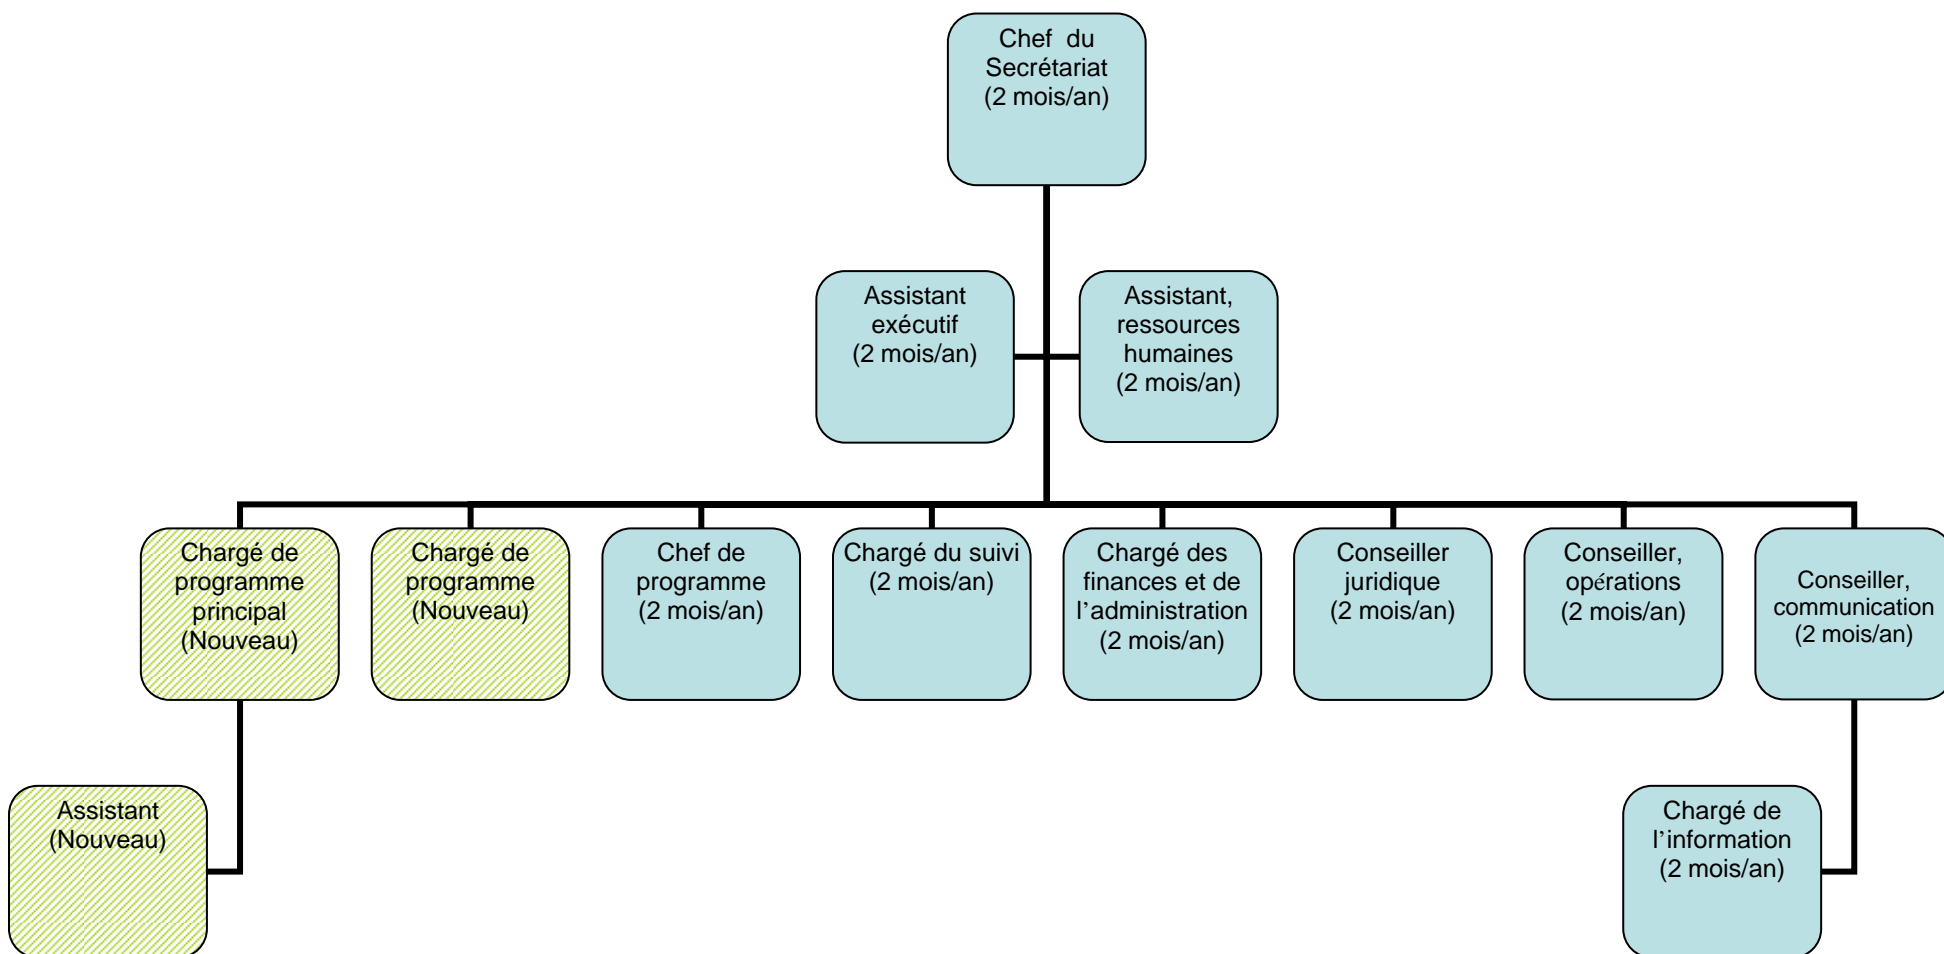 Chef du
Secrétariat
(2 mois/an)
Assistant
exécutif
(2 mois/an)
Assistant,
ressources
humaines
(2 mois/an)
Chargé de
programme
principal
(Nouveau)
Chargé de
programme
(Nouveau)
Chef de
programme
(2 mois/an)
Chargé du suivi
(2 mois/an)
Chargé des
finances et de
l’administration
(2 mois/an)
Conseiller
juridique
(2 mois/an)
Conseiller,
opérations
(2 mois/an)
Conseiller,
communication
(2 mois/an)
Assistant
(Nouveau)
Chargé de
l’information
(2 mois/an)